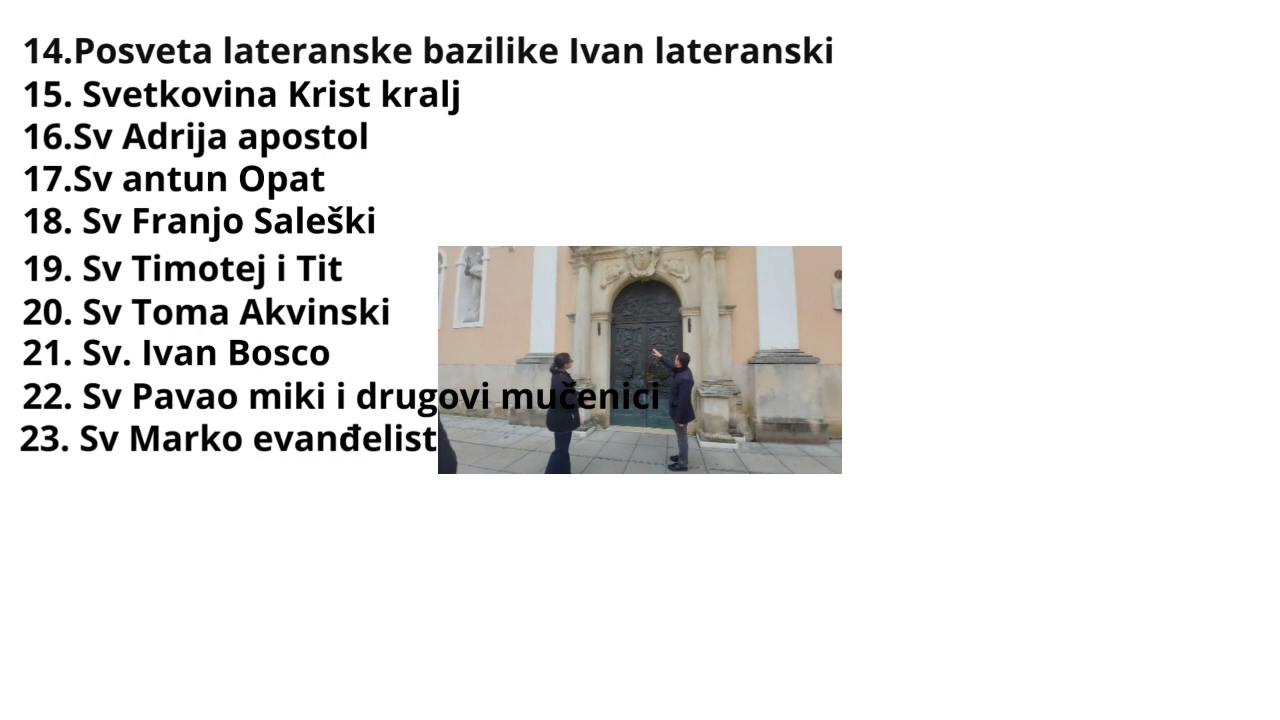 14.Posveta lateranske bazilike Ivan lateranski
15. Svetkovina Krist kralj
16.Sv Adrija apostol
17.Sv antun Opat
18. Sv Franjo Saleški
19. Sv Timotej i Tit
20. Sv Toma Akvinski
21. Sv. Ivan Bosco
22. Sv Pavao miki i drugovi mučenici
23. Sv Marko evanđelist